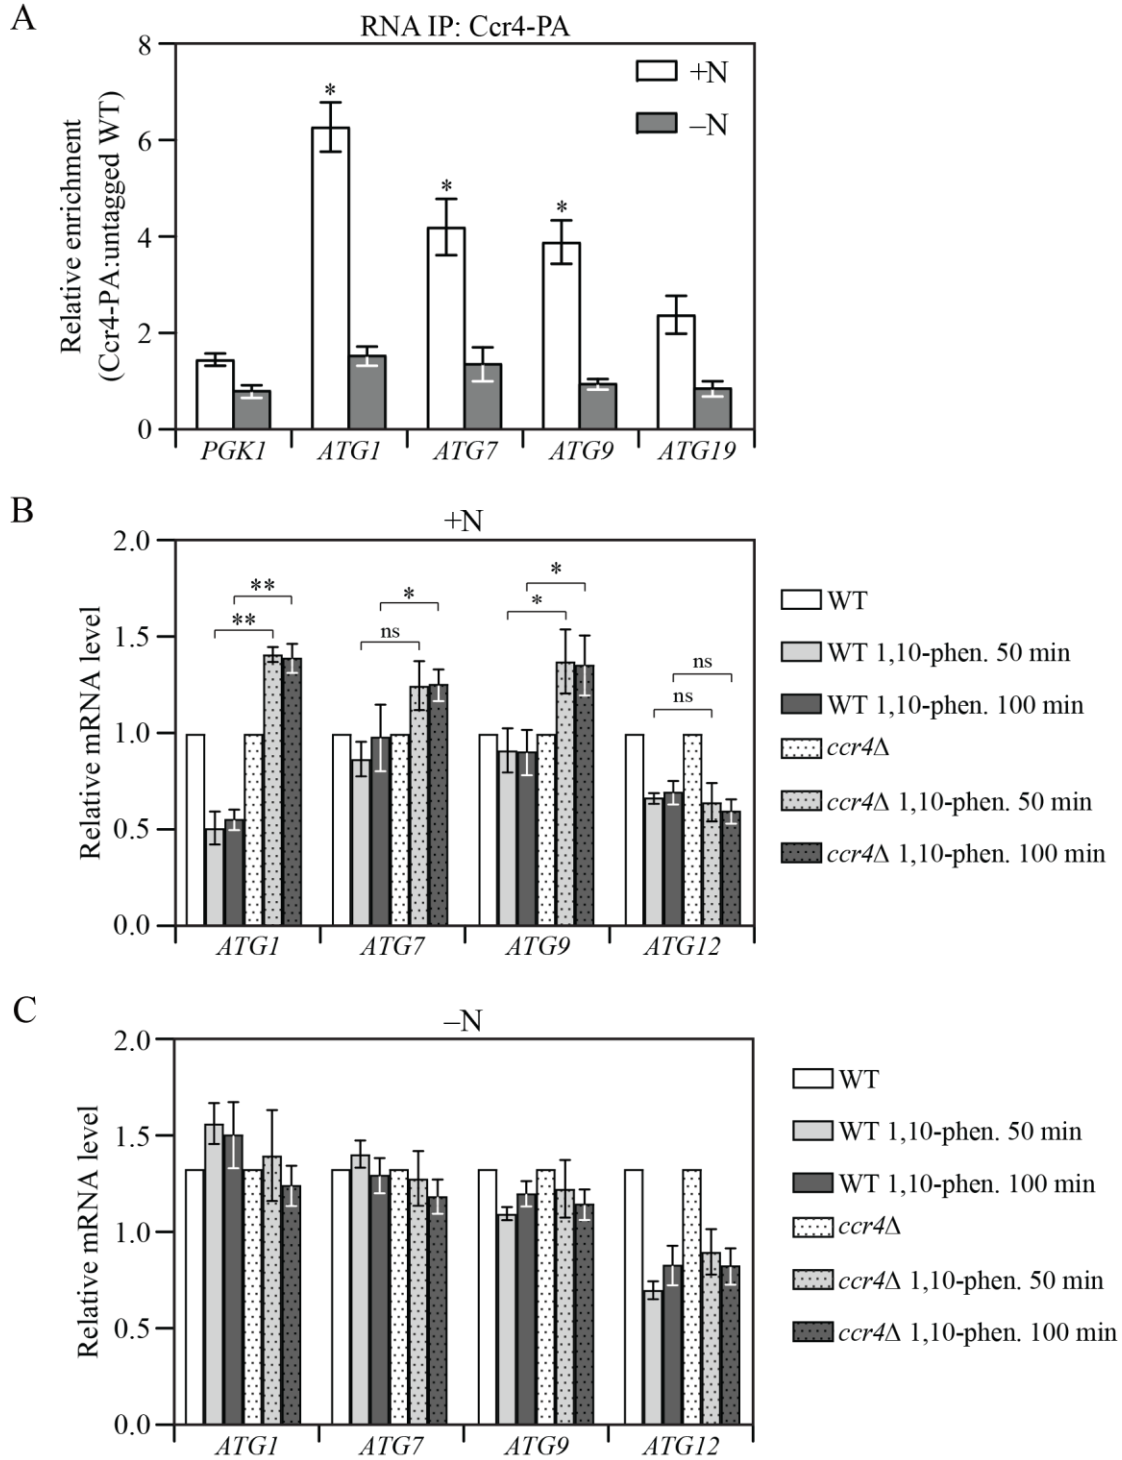 A
RNA IP: Ccr4-PA
Relative enrichment
(Ccr4-PA:untagged WT)
8
6
4
2
0
+N
–N
*
*
*
PGK1 ATG1 ATG7 ATG9 ATG19
B
+N
Relative mRNA level
2.0
1.5
1.0
0.5
0.0
**
**
ns
*
*
*
ns
ns
ATG1 ATG7 ATG9 ATG12
WT
WT 1,10-phen. 50 min
WT 1,10-phen. 100 min
ccr4Δ
ccr4Δ 1,10-phen. 50 min
ccr4Δ 1,10-phen. 100 min
C
–N
Relative mRNA level
2.0
1.5
1.0
0.5
0.0
ATG1 ATG7 ATG9 ATG12
WT
WT 1,10-phen. 50 min
WT 1,10-phen. 100 min
ccr4Δ
ccr4Δ 1,10-phen. 50 min
ccr4Δ 1,10-phen. 100 min